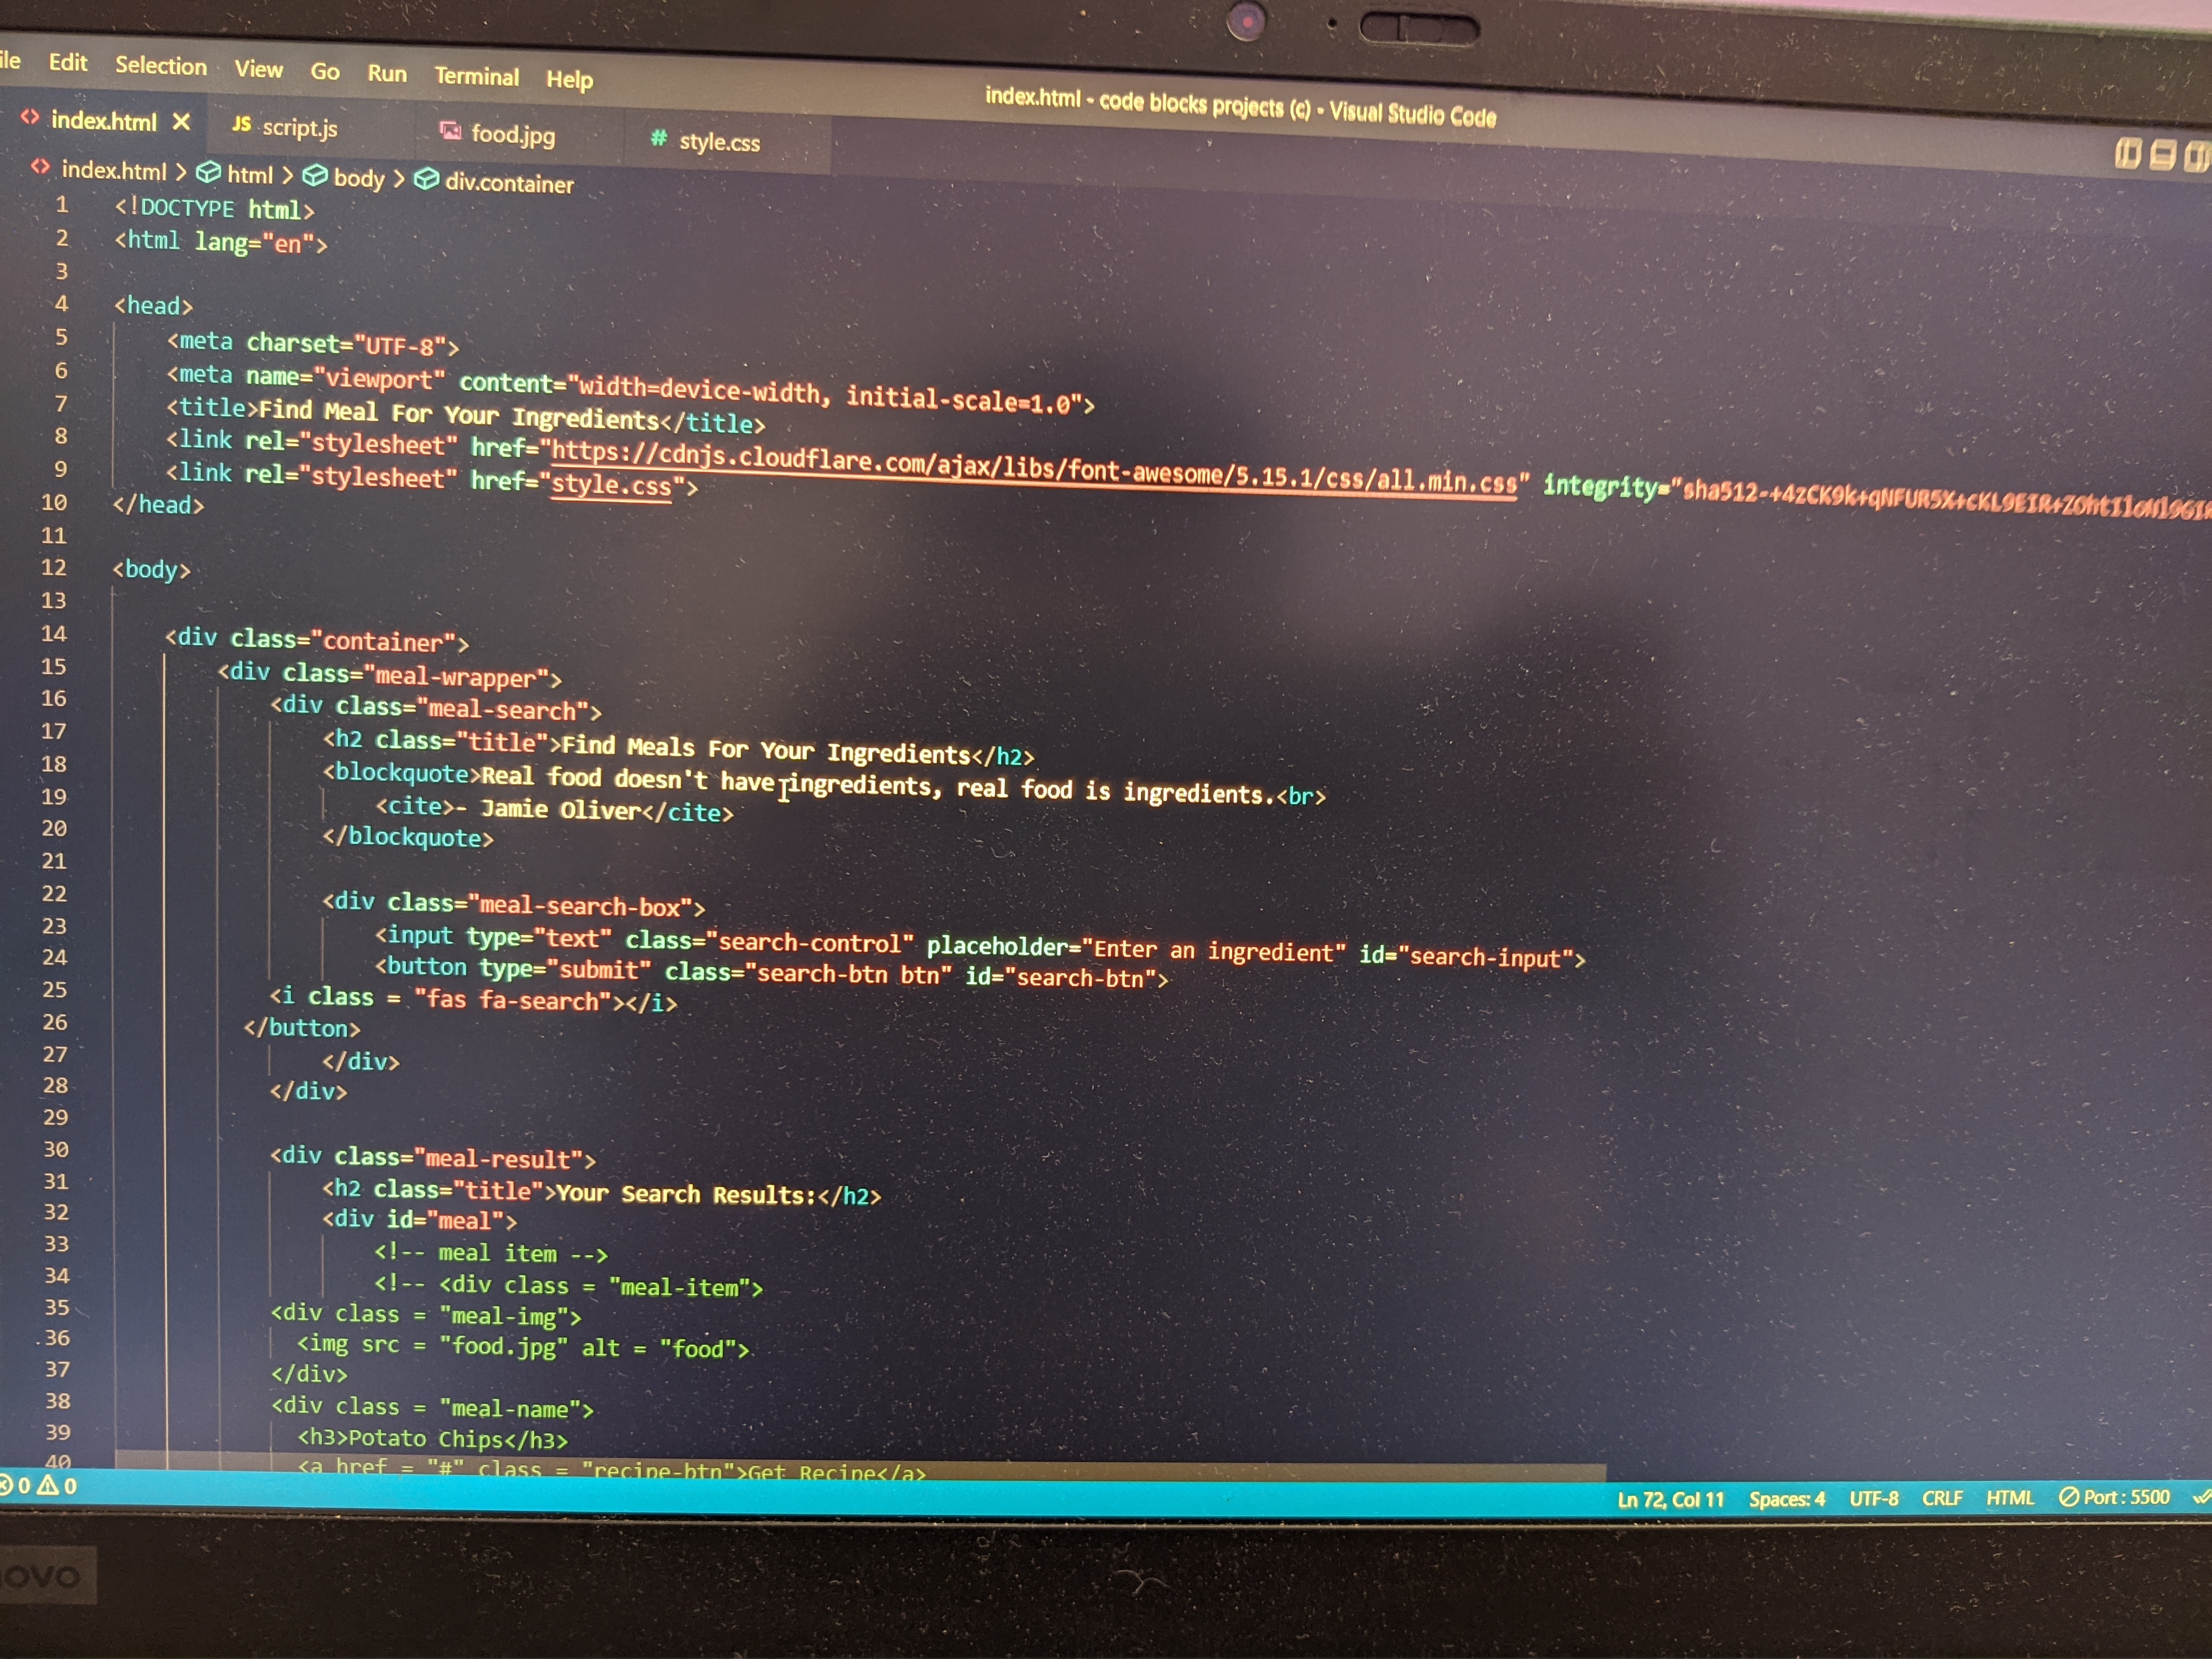 Edit Selection View Go Run Terminal Help
index.html - code blocks projects (c) - Visual Studio Code
index.html JS script.js food.jpg # style.css
index.html > html > body > div.container
1 <!DOCTYPE html>
2 <html lang="en">
3
4 <head>
5 <meta charset="UTF-8">
6 <meta name="viewport" content="width=device-width, initial-scale=1.0">
7 <title>Find Meal For Your Ingredients</title>
8 <link rel="stylesheet" href="https://cdnjs.cloudflare.com/ajax/libs/font-awesome/5.15.1/css/all.min.css" integrity=
9 <link rel="stylesheet" href="style.css">
10 </head>
11
12 <body>
13
14 <div class="container">
15 <div class="meal-wrapper">
16 <div class="meal-search">
17 <h2 class="title">Find Meals For Your Ingredients</h2>
18 <blockquote>Real food doesn't have ingredients, real food is ingredients.<br>
19 <cite>- Jamie Oliver</cite>
20 </blockquote>
21
22 <div class="meal-search-box">
23 <input type="text" class="search-control" placeholder="Enter an ingredient" id="search-input">
24 <button type="submit" class="search-btn btn" id="search-btn">
25 <i class = "fas fa-search"></i>
26 </button>
27 </div>
28 </div>
29
30 <div class="meal-result">
31 <h2 class="title">Your Search Results:</h2>
32 <div id="meal">
33 <!-- meal item -->
34 <!-- <div class = "meal-item">
35 <div class = "meal-img">
36 <img src = "food.jpg" alt = "food">
37 </div>
38 <div class = "meal-name">
39 <h3>Potato Chips</h3>
40 <a href = "#" class = "recipe-btn">Get Recipe</a>
0 0 Ln 72, Col 11 Spaces: 4 UTF-8 CRLF HTML Port : 5500